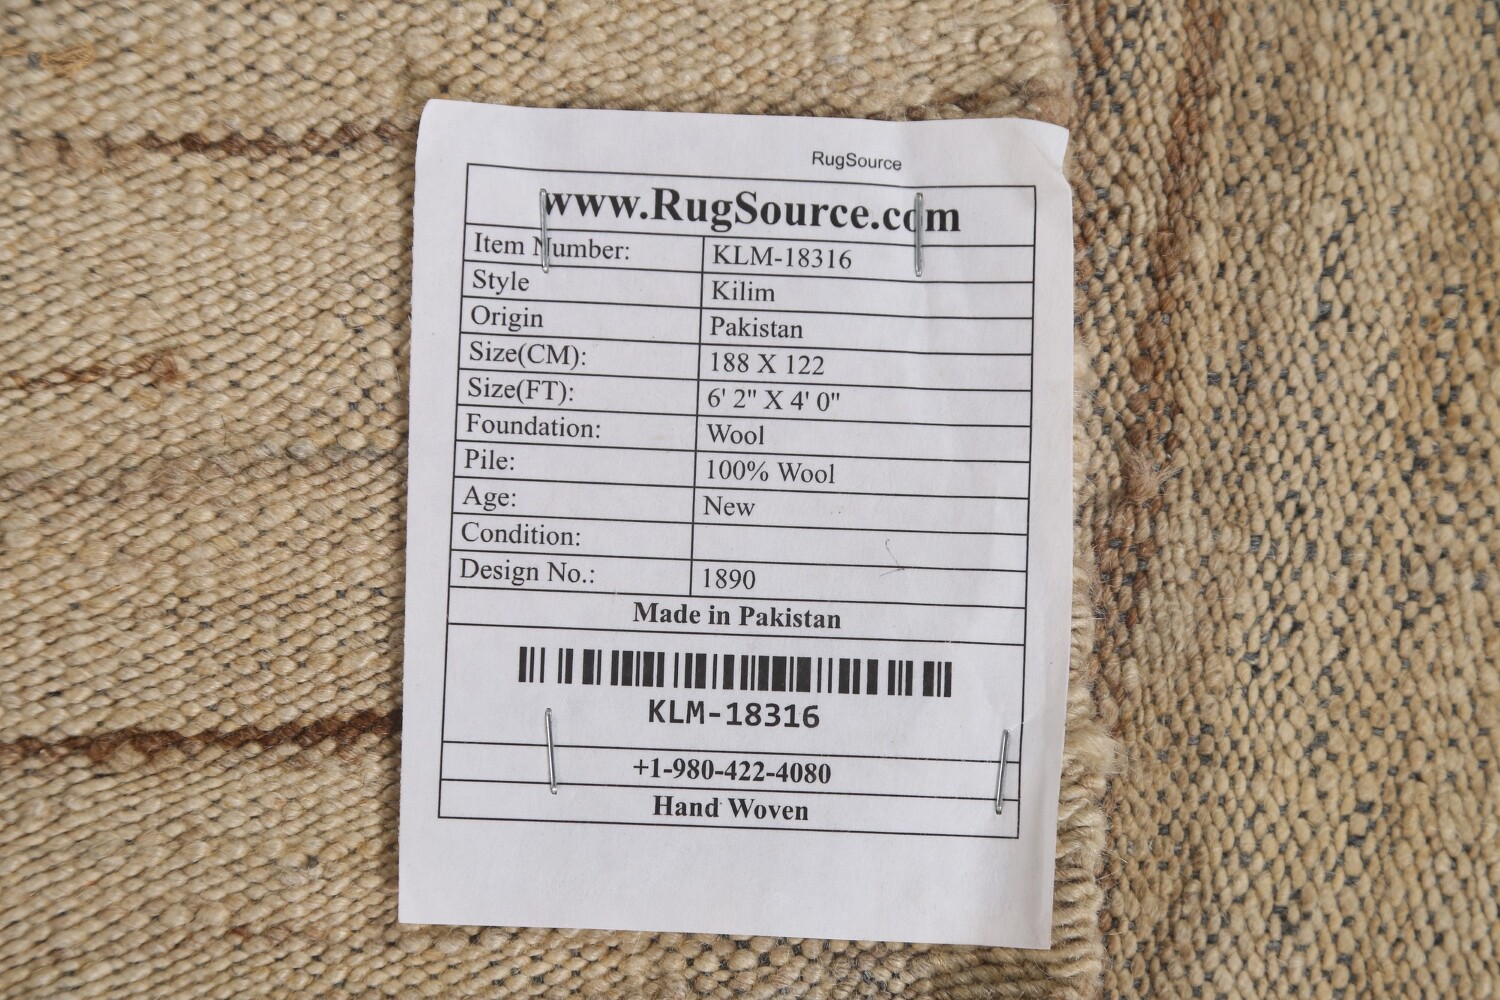 RugSource
www.RugSource.com
Item Number: KLM-18316
Style Kilim
Origin Pakistan
Size(CM): 188 X 122
Size(FT): 6' 2" X 4' 0"
Foundation: Wool
Pile: 100% Wool
Age: New
Condition:
Design No.: 1890
Made in Pakistan
KLM-18316
+1-980-422-4080
Hand Woven